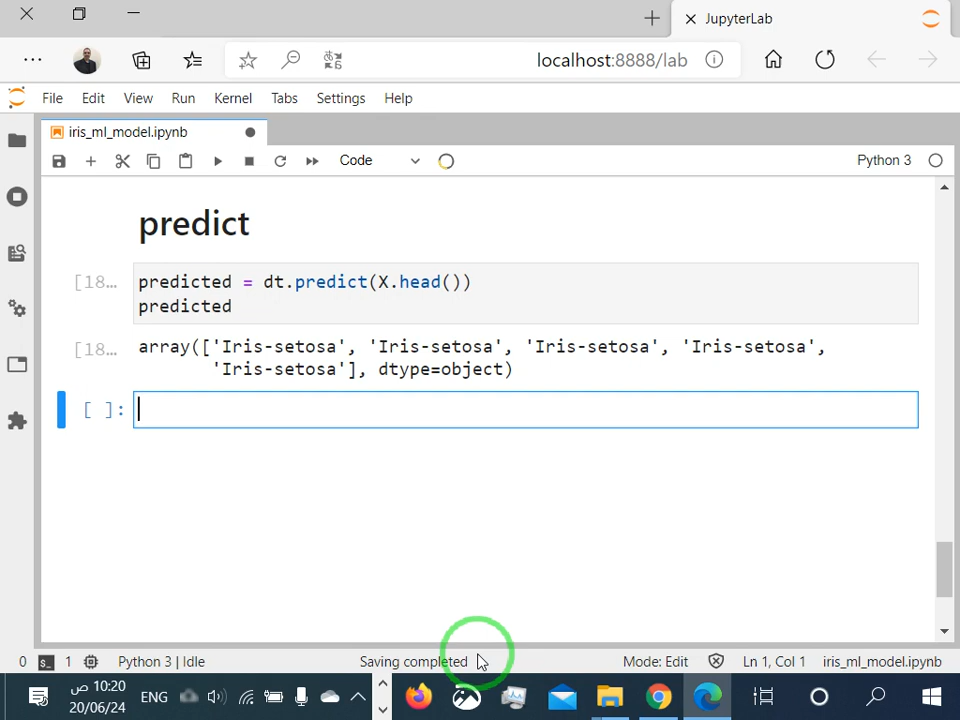 JupyterLab
localhost:8888/lab
File Edit View Run Kernel Tabs Settings Help
iris_ml_model.ipynb
Code
Python 3
predict
[18… predicted = dt.predict(X.head())
predicted
[18… array(['Iris-setosa', 'Iris-setosa', 'Iris-setosa', 'Iris-setosa',
'Iris-setosa'], dtype=object)
[ ]:
0 $_ 1 Python 3 | Idle Saving completed Mode: Edit Ln 1, Col 1 iris_ml_model.ipynb
10:20 ص ENG
20/06/24